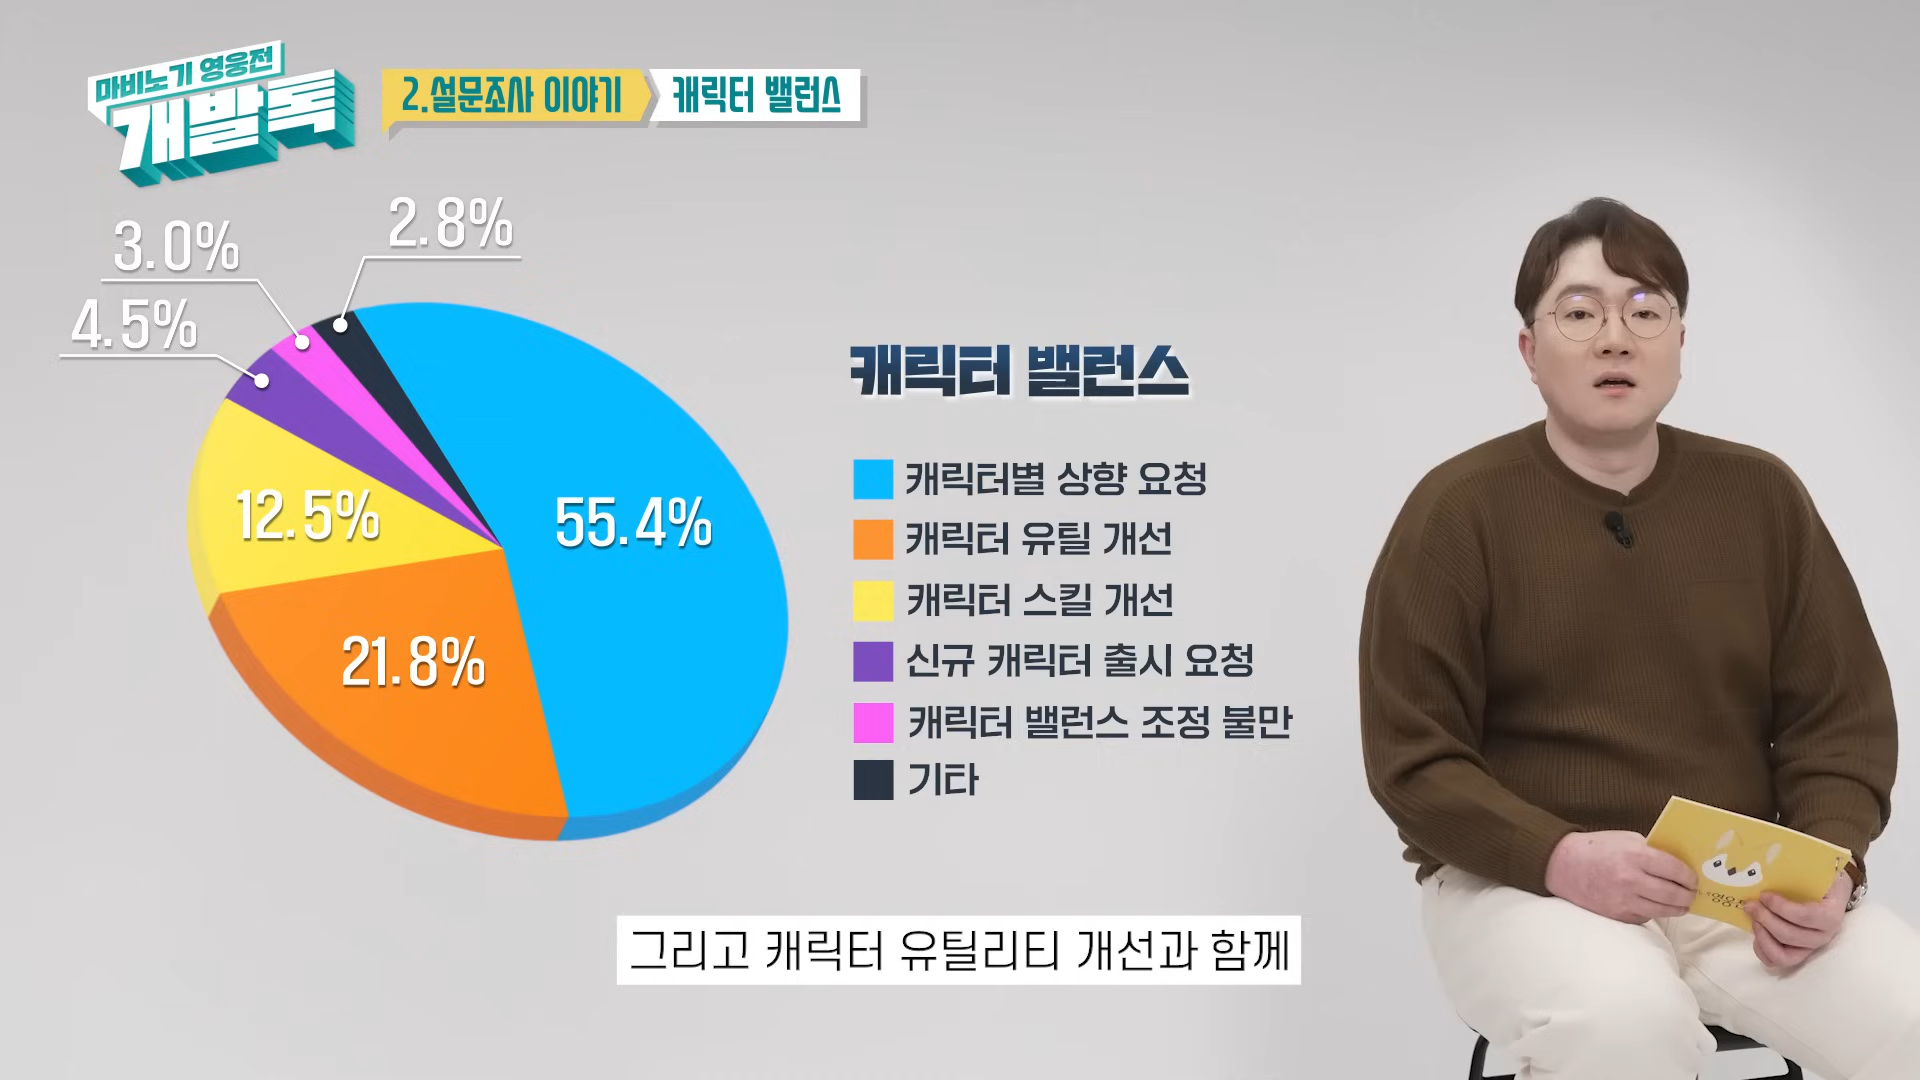 마비노기 영웅전
개발록
2.설문조사 이야기
캐릭터 밸런스
2.8%
3.0%
4.5%
12.5%
55.4%
21.8%
캐릭터 밸런스
캐릭터별 상향 요청
캐릭터 유틸 개선
캐릭터 스킬 개선
신규 캐릭터 출시 요청
캐릭터 밸런스 조정 불만
기타
그리고 캐릭터 유틸리티 개선과 함께